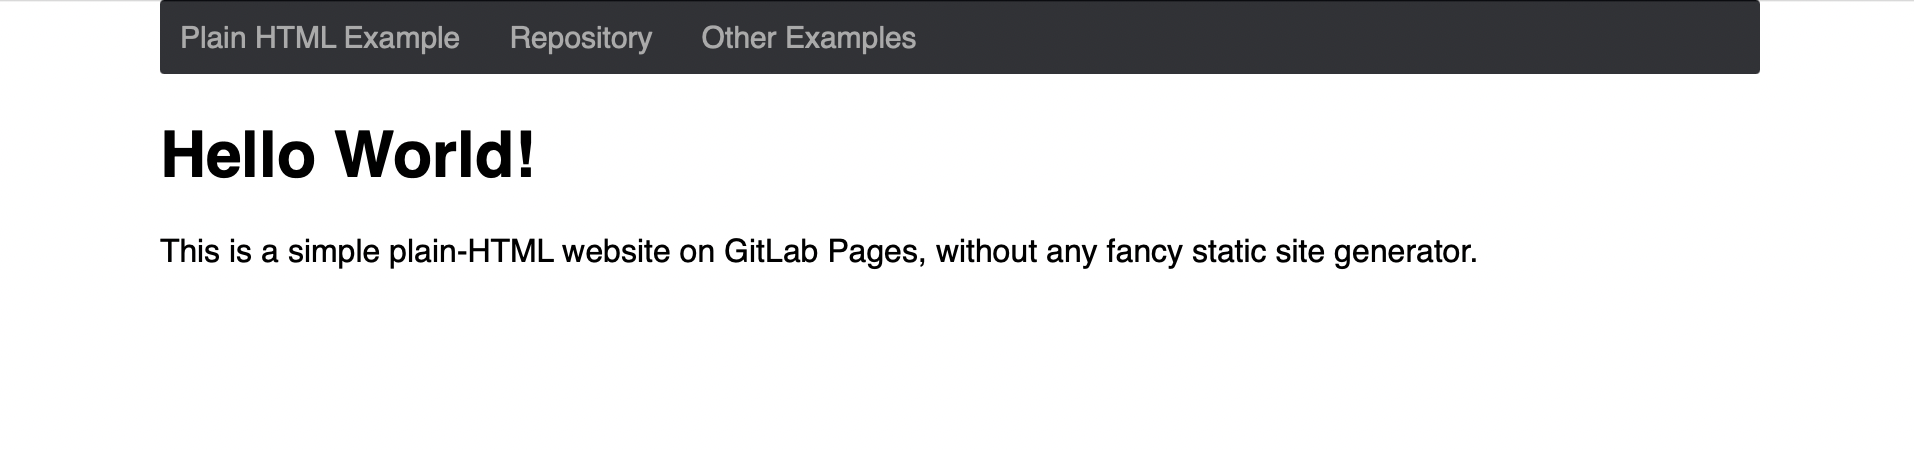 Plain HTML Example Repository Other Examples
Hello World!
This is a simple plain-HTML website on GitLab Pages, without any fancy static site generator.